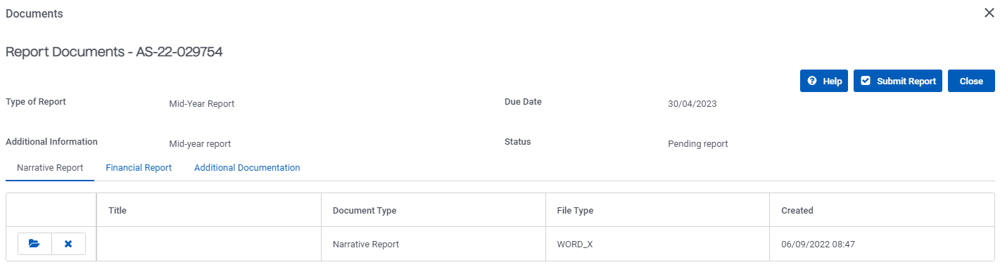 Documents
Report Documents - AS-22-029754
Help Submit Report Close
Type of Report Mid-Year Report Due Date 30/04/2023
Additional Information Mid-year report Status Pending report
Narrative Report Financial Report Additional Documentation
Title Document Type File Type Created
Narrative Report WORD_X 06/09/2022 08:47